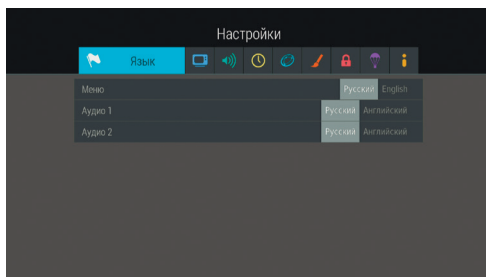 Настройки
Язык
Меню Русский English
Аудио 1 Русский Английский
Аудио 2 Русский Английский